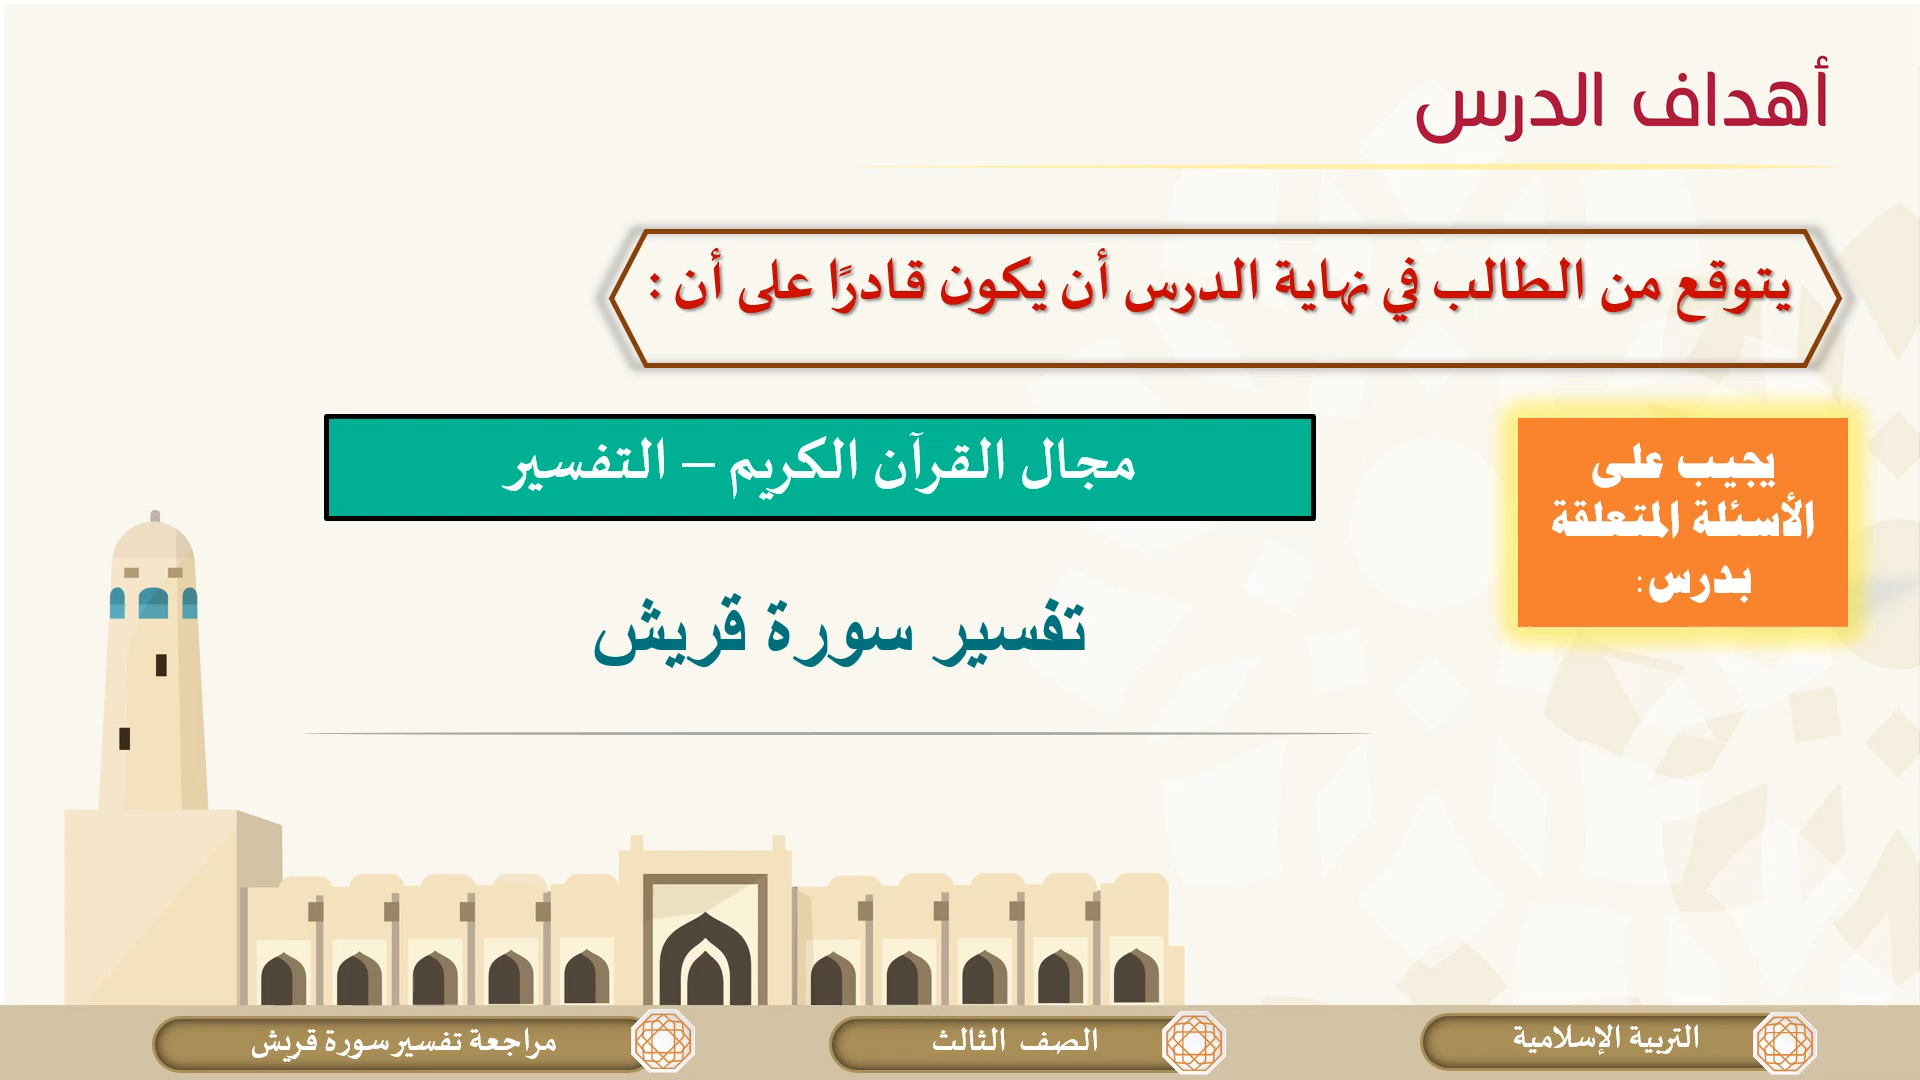 أهداف الدرس
يتوقع من الطالب في نهاية الدرس أن يكون قادرًا على أن :
يجيب على
الأسئلة المتعلقة
بدرس:
مجال القرآن الكريم – التفسير
تفسير سورة قريش
التربية الإسلامية
الصف الثالث
مراجعة تفسير سورة قريش